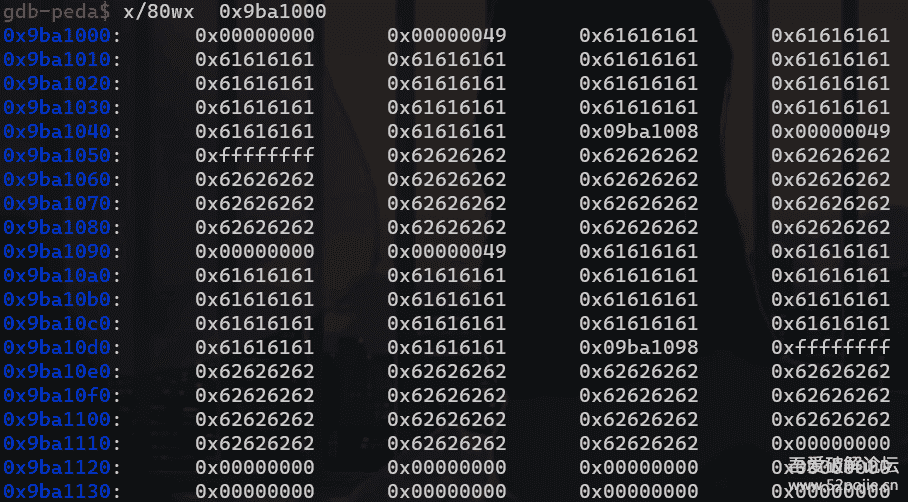 gdb-peda$ x/80wx 0x9ba1000
0x9ba1000: 0x00000000 0x00000049 0x61616161 0x61616161
0x9ba1010: 0x61616161 0x61616161 0x61616161 0x61616161
0x9ba1020: 0x61616161 0x61616161 0x61616161 0x61616161
0x9ba1030: 0x61616161 0x61616161 0x61616161 0x61616161
0x9ba1040: 0x61616161 0x61616161 0x09ba1008 0x00000049
0x9ba1050: 0xffffffff 0x62626262 0x62626262 0x62626262
0x9ba1060: 0x62626262 0x62626262 0x62626262 0x62626262
0x9ba1070: 0x62626262 0x62626262 0x62626262 0x62626262
0x9ba1080: 0x62626262 0x62626262 0x62626262 0x62626262
0x9ba1090: 0x00000000 0x00000049 0x61616161 0x61616161
0x9ba10a0: 0x61616161 0x61616161 0x61616161 0x61616161
0x9ba10b0: 0x61616161 0x61616161 0x61616161 0x61616161
0x9ba10c0: 0x61616161 0x61616161 0x61616161 0x61616161
0x9ba10d0: 0x61616161 0x61616161 0x09ba1098 0xffffffff
0x9ba10e0: 0x62626262 0x62626262 0x62626262 0x62626262
0x9ba10f0: 0x62626262 0x62626262 0x62626262 0x62626262
0x9ba1100: 0x62626262 0x62626262 0x62626262 0x62626262
0x9ba1110: 0x62626262 0x62626262 0x62626262 0x00000000
0x9ba1120: 0x00000000 0x00000000 0x00000000
吾爱破解论坛
0x9ba1130: 0x00000000 0x00000000 0x00000000
www.52pojie.cn